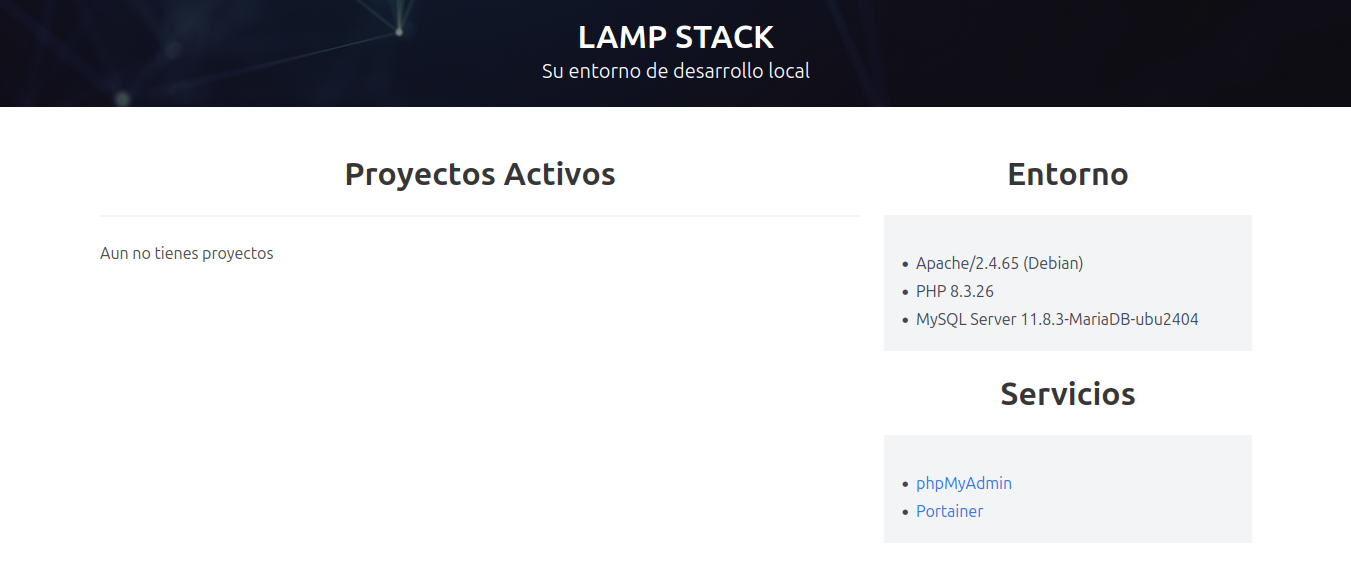 LAMP STACK
Su entorno de desarrollo local
Proyectos Activos
Aun no tienes proyectos
Entorno
Apache/2.4.65 (Debian)
PHP 8.3.26
MySQL Server 11.8.3-MariaDB-ubu2404
Servicios
phpMyAdmin
Portainer